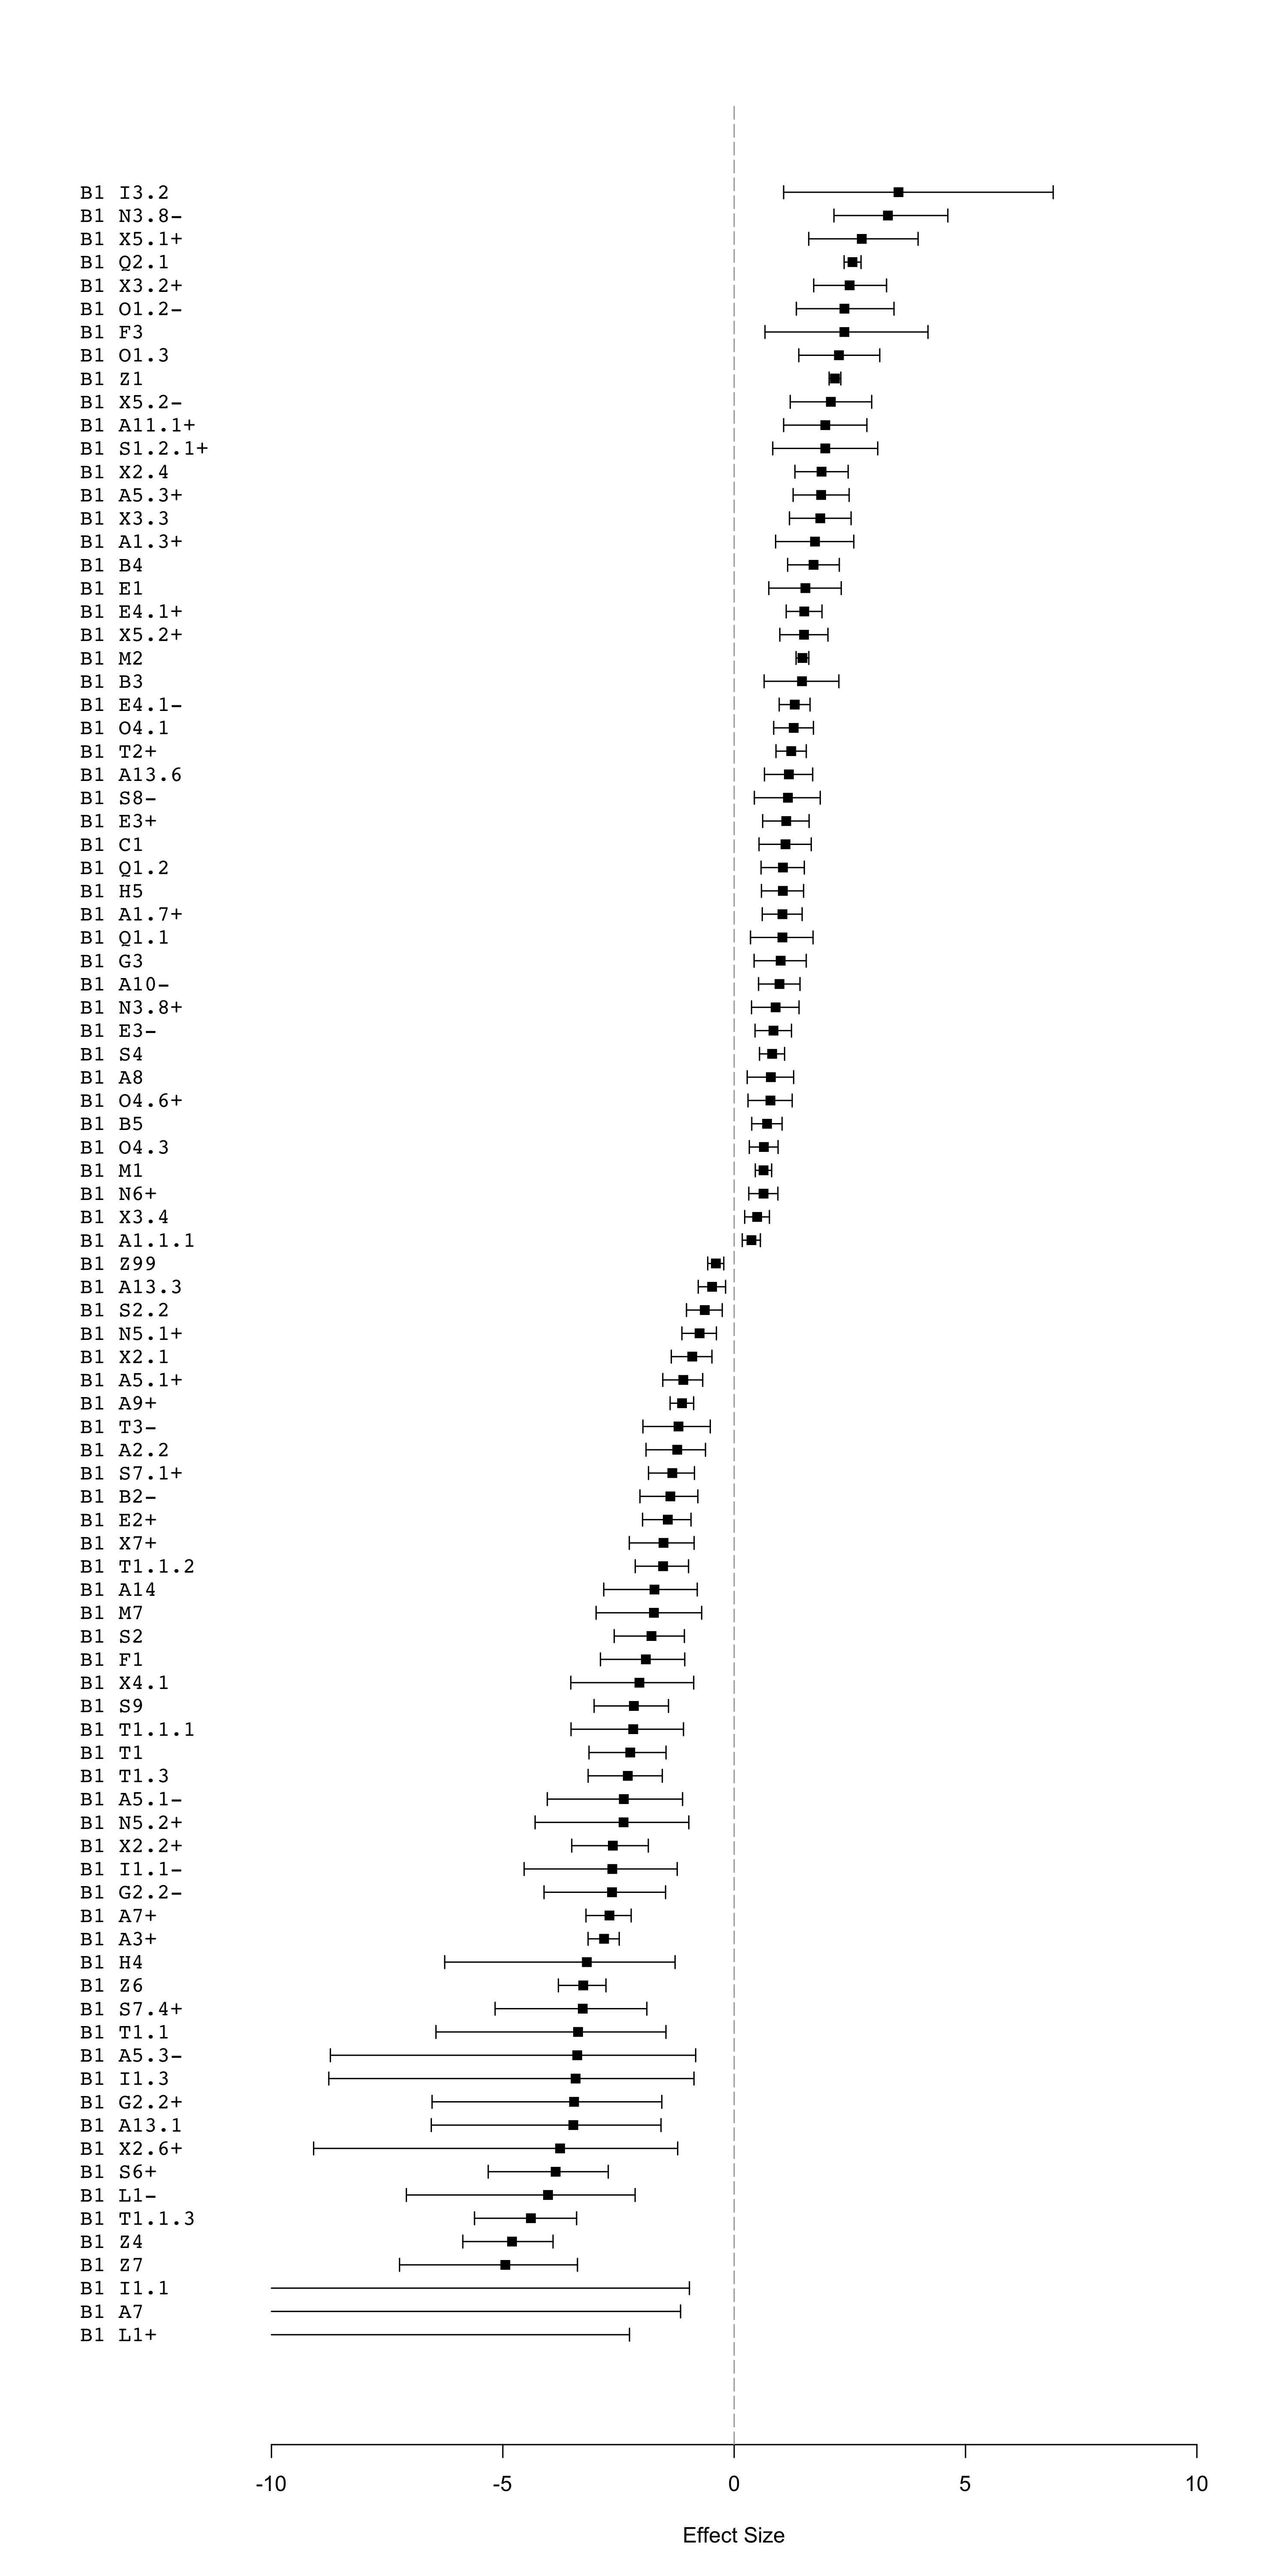 B1 I3.2
B1 N3.8-
B1 X5.1+
B1 Q2.1
B1 X3.2+
B1 O1.2-
B1 F3
B1 O1.3
B1 Z1
B1 X5.2-
B1 A11.1+
B1 S1.2.1+
B1 X2.4
B1 A5.3+
B1 X3.3
B1 A1.3+
B1 B4
B1 E1
B1 E4.1+
B1 X5.2+
B1 M2
B1 B3
B1 E4.1-
B1 O4.1
B1 T2+
B1 A13.6
B1 S8-
B1 E3+
B1 C1
B1 Q1.2
B1 H5
B1 A1.7+
B1 Q1.1
B1 G3
B1 A10-
B1 N3.8+
B1 E3-
B1 S4
B1 A8
B1 O4.6+
B1 B5
B1 O4.3
B1 M1
B1 N6+
B1 X3.4
B1 A1.1.1
B1 Z99
B1 A13.3
B1 S2.2
B1 N5.1+
B1 X2.1
B1 A5.1+
B1 A9+
B1 T3-
B1 A2.2
B1 S7.1+
B1 B2-
B1 E2+
B1 X7+
B1 T1.1.2
B1 A14
B1 M7
B1 S2
B1 F1
B1 X4.1
B1 S9
B1 T1.1.1
B1 T1
B1 T1.3
B1 A5.1-
B1 N5.2+
B1 X2.2+
B1 I1.1-
B1 G2.2-
B1 A7+
B1 A3+
B1 H4
B1 Z6
B1 S7.4+
B1 T1.1
B1 A5.3-
B1 I1.3
B1 G2.2+
B1 A13.1
B1 X2.6+
B1 S6+
B1 L1-
B1 T1.1.3
B1 Z4
B1 Z7
B1 I1.1
B1 A7
B1 L1+
-10 -5 0 5 10
Effect Size